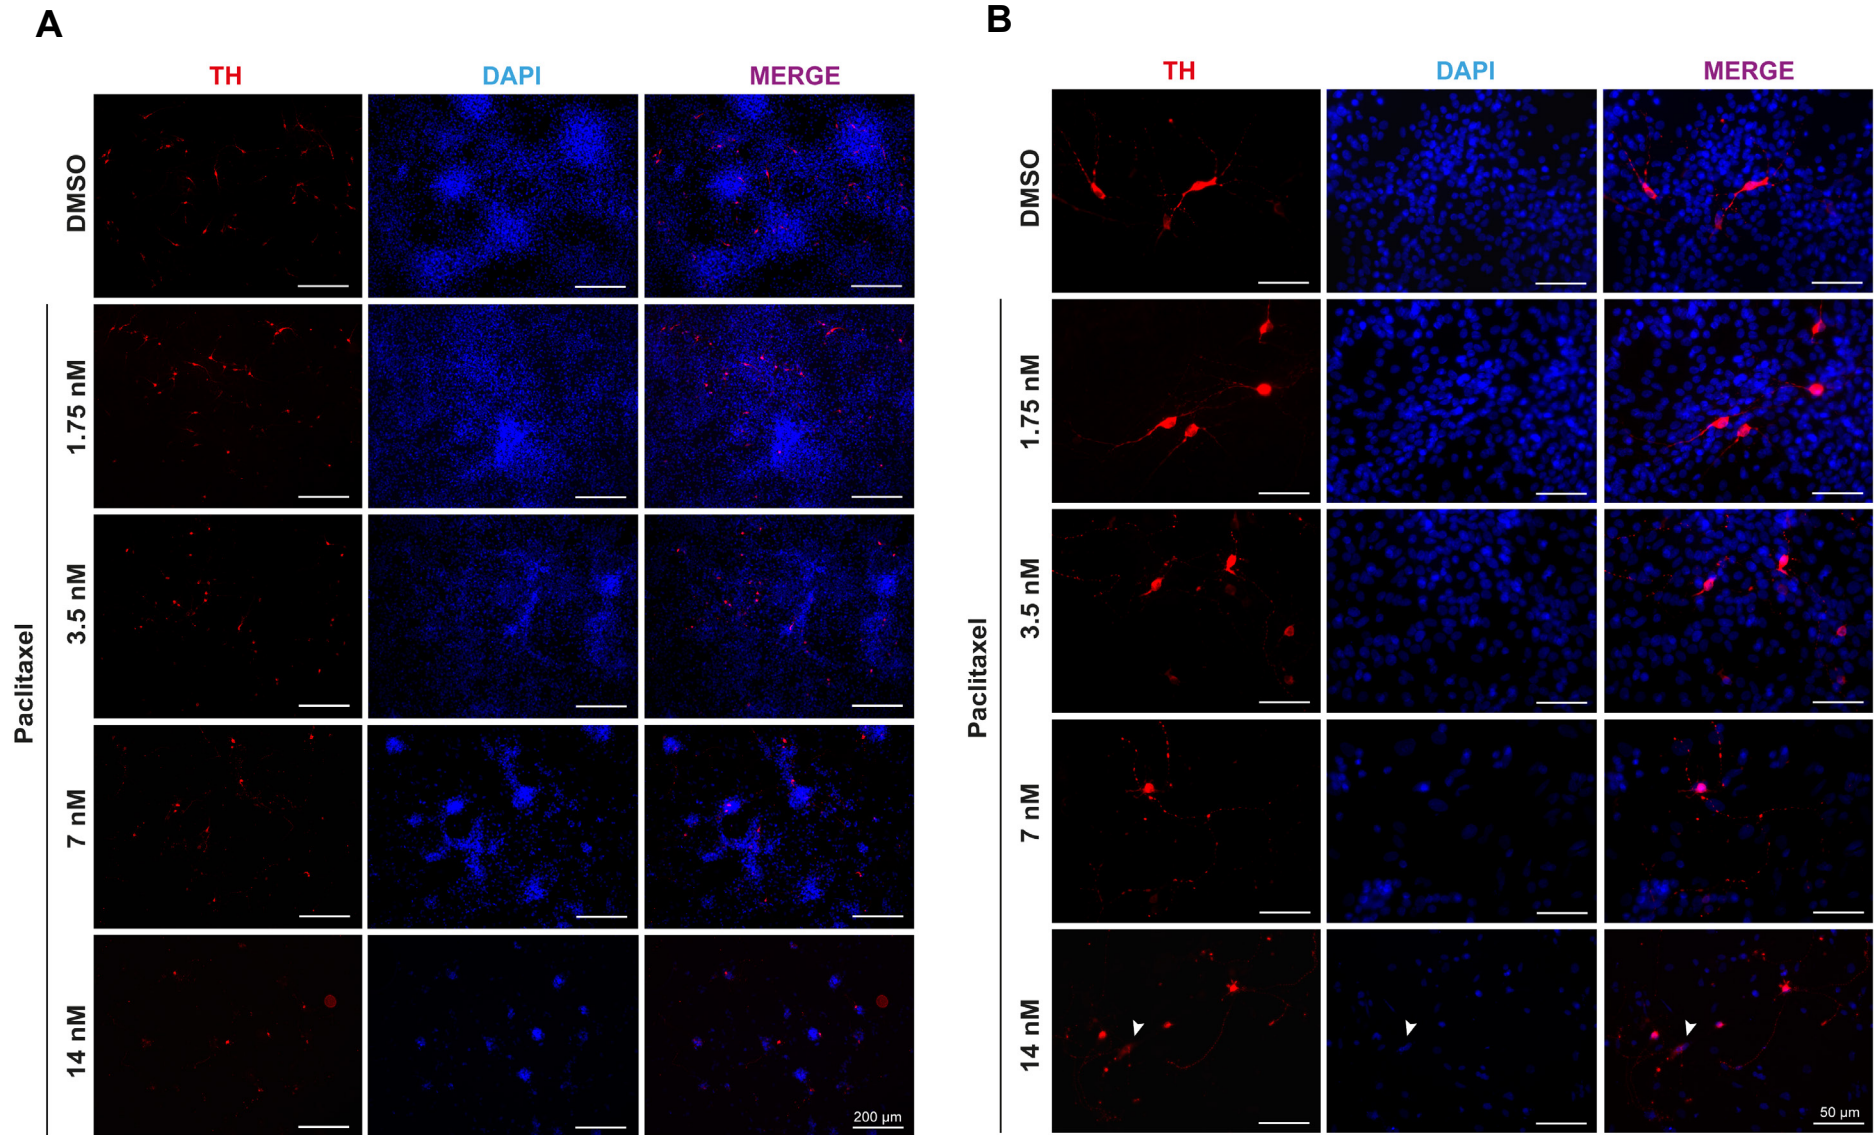 A
TH
DAPI
MERGE
DMSO
1.75 nM
3.5 nM
7 nM
14 nM
Paclitaxel
200 µm
B
TH
DAPI
MERGE
DMSO
1.75 nM
3.5 nM
7 nM
14 nM
Paclitaxel
50 µm